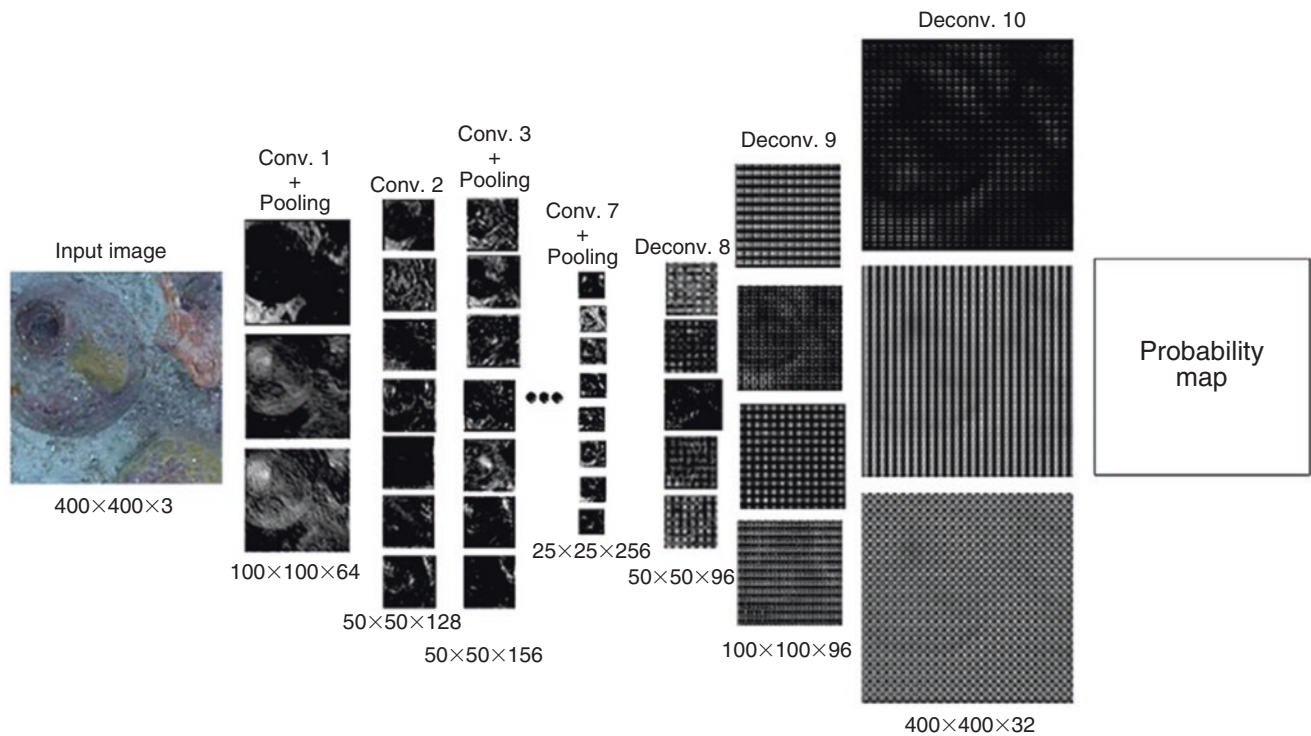 Input image
400×400×3
Conv. 1
+
Pooling
100×100×64
Conv. 2
50×50×128
Conv. 3
+
Pooling
50×50×156
Conv. 7
+
Pooling
25×25×256
Deconv. 8
50×50×96
Deconv. 9
100×100×96
Deconv. 10
400×400×32
Probability
map